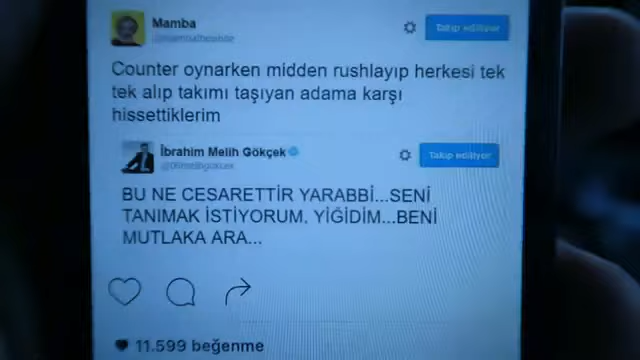 Mamba
Takip ediliyor
Counter oynarken midden rushlayıp herkesi tek
tek alıp takımı taşıyan adama karşı
hissettiklerim
İbrahim Melih Gökçek
Takip ediliyor
BU NE CESARETTİR YARABBİ...SENİ
TANIMAK İSTİYORUM. YİĞİDİM...BENİ
MUTLAKA ARA...
11.599 beğenme